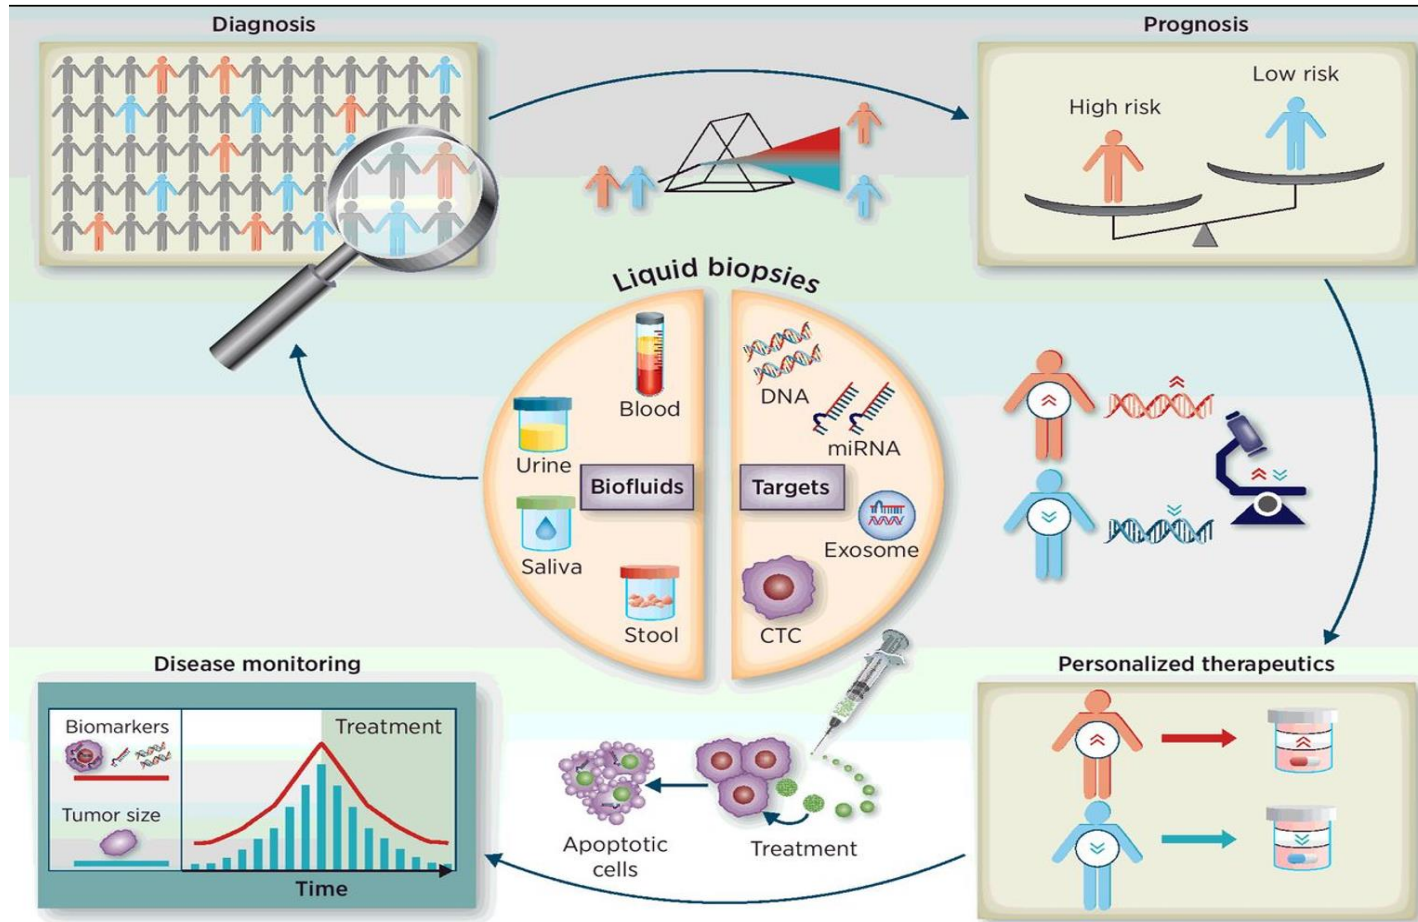 Diagnosis
Prognosis
High risk
Low risk
Liquid biopsies
Blood
Urine
Biofluids
Saliva
Stool
DNA
miRNA
Targets
Exosome
CTC
Disease monitoring
Biomarkers
Tumor size
Treatment
Time
Apoptotic
cells
Treatment
Personalized therapeutics